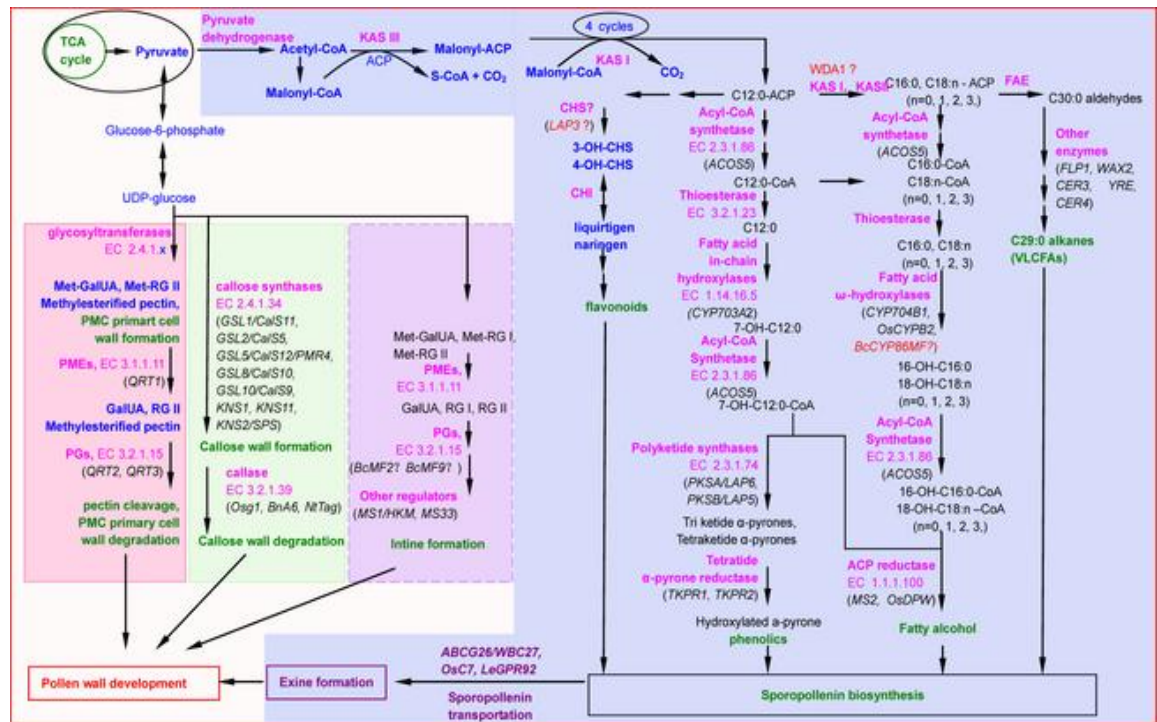 TCA
cycle
Pyruvate
Pyruvate
dehydrogenase
Acetyl-CoA
KAS III
ACP
Malonyl-ACP
S-CoA + CO₂
Malonyl-CoA
4 cycles
KAS I
Malonyl-CoA
CO₂
Glucose-6-phosphate
UDP-glucose
glycosyltransferases
EC 2.4.1.x
Met-GalUA, Met-RG II
Methylesterified pectin,
PMC primart cell
wall formation
PMEs, EC 3.1.1.11
(QRT1)
GalUA, RG II
Methylesterified pectin
PGs, EC 3.2.1.15
(QRT2, QRT3)
pectin cleavage,
PMC primary cell
wall degradation
callose synthases
EC 2.4.1.34
(GSL1/CalS11,
GSL2/CalS5,
GSL5/CalS12/PMR4,
GSL8/CalS10,
GSL10/CalS9,
KNS1, KNS11,
KNS2/SPS)
Callose wall formation
callase
EC 3.2.1.39
(Osg1, BnA6, NtTag)
Callose wall degradation
Met-GalUA, Met-RG I,
Met-RG II
PMEs,
EC 3.1.1.11
GalUA, RG I, RG II
PGs,
EC 3.2.1.15
(BcMF2? BcMF9? )
Other regulators
(MS1/HKM, MS33)
Intine formation
CHS?
(LAP3 ?)
3-OH-CHS
4-OH-CHS
CHI
liquirtigen
naringen
flavonoids
C12:0-ACP
Acyl-CoA
synthetase
EC 2.3.1.86
(ACOS5)
C12:0-CoA
Thioesterase
EC 3.2.1.23
C12:0
Fatty acid
in-chain
hydroxylases
EC 1.14.16.5
(CYP703A2)
7-OH-C12:0
Acyl-CoA
Synthetase
EC 2.3.1.86
(ACOS5)
7-OH-C12:0-CoA
Polyketide synthases
EC 2.3.1.74
(PKSA/LAP6,
PKSB/LAP5)
Tri ketide α-pyrones,
Tetraketide α-pyrones
Tetratide
α-pyrone reductase
(TKPR1, TKPR2)
Hydroxylated a-pyrone
phenolics
WDA1 ?
KAS I, KASII
C16:0, C18:n - ACP
(n=0, 1, 2, 3,)
Acyl-CoA
synthetase
(ACOS5)
C16:0-CoA
C18:n-CoA
(n=0, 1, 2, 3)
Thioesterase
C16:0, C18:n
(n=0, 1, 2, 3)
Fatty acid
ω-hydroxylases
(CYP704B1,
OsCYPB2,
BcCYP86MF?)
16-OH-C16:0
18-OH-C18:n
(n=0, 1, 2, 3)
Acyl-CoA
Synthetase
EC 2.3.1.86
(ACOS5)
16-OH-C16:0-CoA
18-OH-C18:n –CoA
(n=0, 1, 2, 3,)
ACP reductase
EC 1.1.1.100
(MS2, OsDPW)
Fatty alcohol
FAE
C30:0 aldehydes
Other
enzymes
(FLP1, WAX2,
CER3, YRE,
CER4)
C29:0 alkanes
(VLCFAs)
Pollen wall development
Exine formation
ABCG26/WBC27,
OsC7, LeGPR92
Sporopollenin
transportation
Sporopollenin biosynthesis